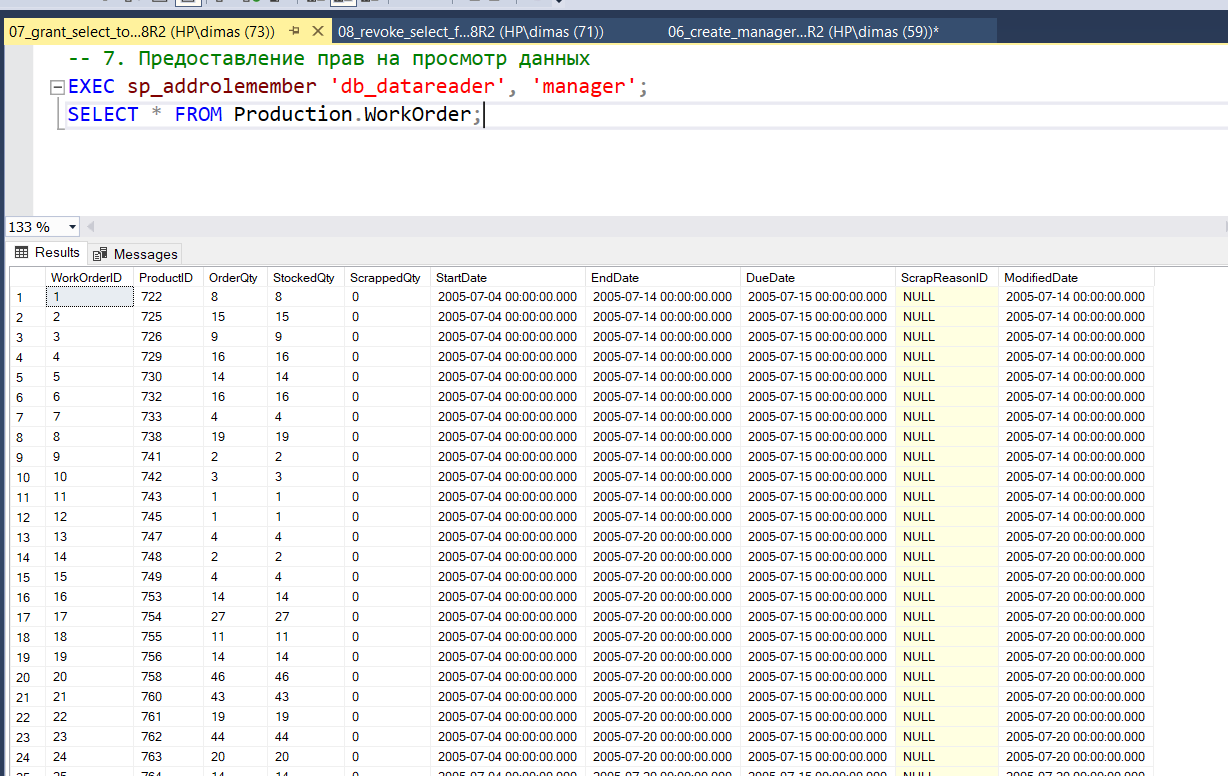 07_grant_select_to...8R2 (HP\dimas (73)) 08_revoke_select_f...8R2 (HP\dimas (71)) 06_create_manager...R2 (HP\dimas (59))*
-- 7. Предоставление прав на просмотр данных
EXEC sp_addrolemember 'db_datareader', 'manager';
SELECT * FROM Production.WorkOrder;
133 %
Results Messages
WorkOrderID ProductID OrderQty StockedQty ScrappedQty StartDate EndDate DueDate ScrapReasonID ModifiedDate
1 1 722 8 8 0 2005-07-04 00:00:00.000 2005-07-14 00:00:00.000 2005-07-15 00:00:00.000 NULL 2005-07-14 00:00:00.000
2 2 725 15 15 0 2005-07-04 00:00:00.000 2005-07-14 00:00:00.000 2005-07-15 00:00:00.000 NULL 2005-07-14 00:00:00.000
3 3 726 9 9 0 2005-07-04 00:00:00.000 2005-07-14 00:00:00.000 2005-07-15 00:00:00.000 NULL 2005-07-14 00:00:00.000
4 4 729 16 16 0 2005-07-04 00:00:00.000 2005-07-14 00:00:00.000 2005-07-15 00:00:00.000 NULL 2005-07-14 00:00:00.000
5 5 730 14 14 0 2005-07-04 00:00:00.000 2005-07-14 00:00:00.000 2005-07-15 00:00:00.000 NULL 2005-07-14 00:00:00.000
6 6 732 16 16 0 2005-07-04 00:00:00.000 2005-07-14 00:00:00.000 2005-07-15 00:00:00.000 NULL 2005-07-14 00:00:00.000
7 7 733 4 4 0 2005-07-04 00:00:00.000 2005-07-14 00:00:00.000 2005-07-15 00:00:00.000 NULL 2005-07-14 00:00:00.000
8 8 738 19 19 0 2005-07-04 00:00:00.000 2005-07-14 00:00:00.000 2005-07-15 00:00:00.000 NULL 2005-07-14 00:00:00.000
9 9 741 2 2 0 2005-07-04 00:00:00.000 2005-07-14 00:00:00.000 2005-07-15 00:00:00.000 NULL 2005-07-14 00:00:00.000
10 10 742 3 3 0 2005-07-04 00:00:00.000 2005-07-14 00:00:00.000 2005-07-15 00:00:00.000 NULL 2005-07-14 00:00:00.000
11 11 743 1 1 0 2005-07-04 00:00:00.000 2005-07-14 00:00:00.000 2005-07-15 00:00:00.000 NULL 2005-07-14 00:00:00.000
12 12 745 1 1 0 2005-07-04 00:00:00.000 2005-07-14 00:00:00.000 2005-07-15 00:00:00.000 NULL 2005-07-14 00:00:00.000
13 13 747 4 4 0 2005-07-04 00:00:00.000 2005-07-20 00:00:00.000 2005-07-15 00:00:00.000 NULL 2005-07-20 00:00:00.000
14 14 748 2 2 0 2005-07-04 00:00:00.000 2005-07-20 00:00:00.000 2005-07-15 00:00:00.000 NULL 2005-07-20 00:00:00.000
15 15 749 4 4 0 2005-07-04 00:00:00.000 2005-07-20 00:00:00.000 2005-07-15 00:00:00.000 NULL 2005-07-20 00:00:00.000
16 16 753 14 14 0 2005-07-04 00:00:00.000 2005-07-20 00:00:00.000 2005-07-15 00:00:00.000 NULL 2005-07-20 00:00:00.000
17 17 754 27 27 0 2005-07-04 00:00:00.000 2005-07-20 00:00:00.000 2005-07-15 00:00:00.000 NULL 2005-07-20 00:00:00.000
18 18 755 11 11 0 2005-07-04 00:00:00.000 2005-07-20 00:00:00.000 2005-07-15 00:00:00.000 NULL 2005-07-20 00:00:00.000
19 19 756 14 14 0 2005-07-04 00:00:00.000 2005-07-20 00:00:00.000 2005-07-15 00:00:00.000 NULL 2005-07-20 00:00:00.000
20 20 758 46 46 0 2005-07-04 00:00:00.000 2005-07-20 00:00:00.000 2005-07-15 00:00:00.000 NULL 2005-07-20 00:00:00.000
21 21 760 43 43 0 2005-07-04 00:00:00.000 2005-07-20 00:00:00.000 2005-07-15 00:00:00.000 NULL 2005-07-20 00:00:00.000
22 22 761 19 19 0 2005-07-04 00:00:00.000 2005-07-20 00:00:00.000 2005-07-15 00:00:00.000 NULL 2005-07-20 00:00:00.000
23 23 762 44 44 0 2005-07-04 00:00:00.000 2005-07-20 00:00:00.000 2005-07-15 00:00:00.000 NULL 2005-07-20 00:00:00.000
24 24 763 20 20 0 2005-07-04 00:00:00.000 2005-07-20 00:00:00.000 2005-07-15 00:00:00.000 NULL 2005-07-20 00:00:00.000